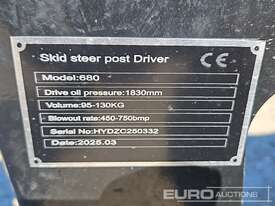 Skid steer post Driver CE
Model:680
Drive oil pressure:1830mm
Volume:95-130KG
Blowout rate:450-750bmp
Serial No:HYDZC250332
Date:2025.03
EURO AUCTIONS